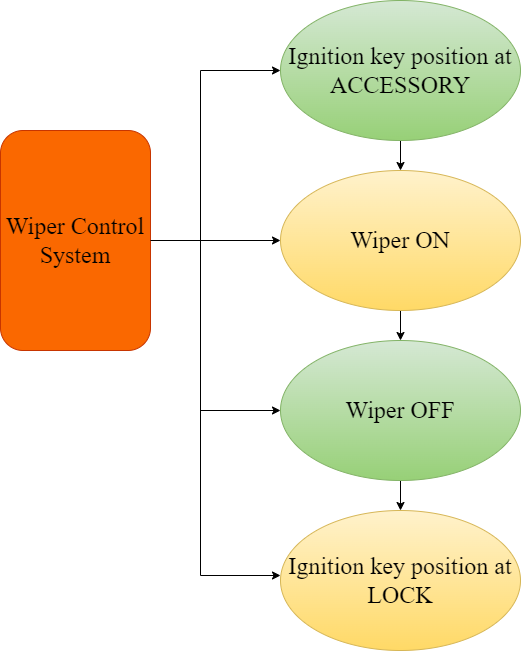 Ignition key position at
ACCESSORY
Wiper Control
System
Wiper ON
Wiper OFF
Ignition key position at
LOCK